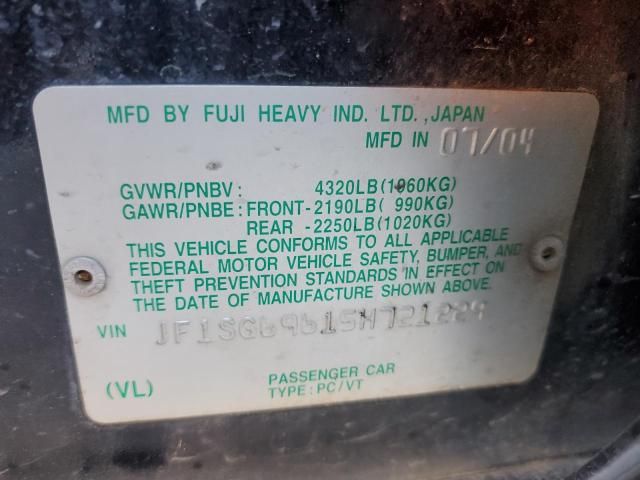 MFD BY FUJI HEAVY IND. LTD., JAPAN
MFD IN 07/04
GVWR/PNBV: 4320LB(1960KG)
GAWR/PNBE: FRONT-2190LB( 990KG)
REAR -2250LB(1020KG)
THIS VEHICLE CONFORMS TO ALL APPLICABLE
FEDERAL MOTOR VEHICLE SAFETY, BUMPER, AND
THEFT PREVENTION STANDARDS IN EFFECT ON
THE DATE OF MANUFACTURE SHOWN ABOVE.
VIN JF1SG69615H721229
(VL) PASSENGER CAR
TYPE:PC/VT